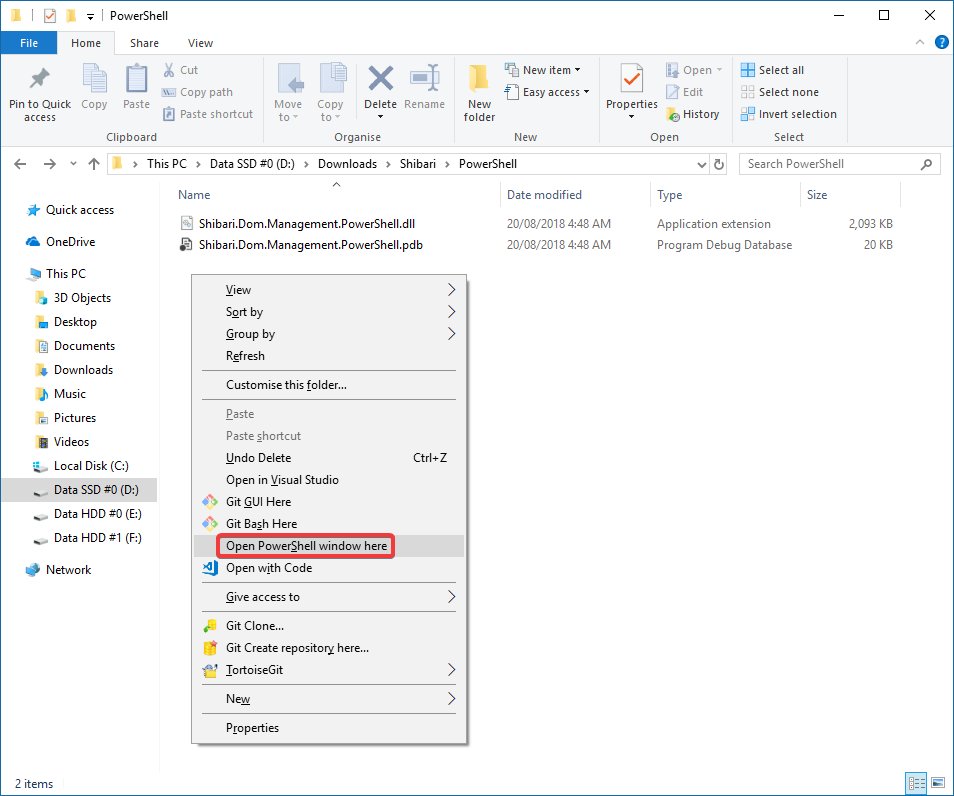 PowerShell
File Home Share View
Pin to Quick access
Copy
Paste
Cut
Copy path
Paste shortcut
Clipboard
Move to
Copy to
Delete
Rename
Organise
New folder
New item
Easy access
New
Properties
Open
Edit
History
Open
Select all
Select none
Invert selection
Select
This PC > Data SSD #0 (D:) > Downloads > Shibari > PowerShell
Search PowerShell
Name Date modified Type Size
Shibari.Dom.Management.PowerShell.dll 20/08/2018 4:48 AM Application extension 2,093 KB
Shibari.Dom.Management.PowerShell.pdb 20/08/2018 4:48 AM Program Debug Database 20 KB
Quick access
OneDrive
This PC
3D Objects
Desktop
Documents
Downloads
Music
Pictures
Videos
Local Disk (C:)
Data SSD #0 (D:)
Data HDD #0 (E:)
Data HDD #1 (F:)
Network
View
Sort by
Group by
Refresh
Customise this folder...
Paste
Paste shortcut
Undo Delete Ctrl+Z
Open in Visual Studio
Git GUI Here
Git Bash Here
Open PowerShell window here
Open with Code
Give access to
Git Clone...
Git Create repository here...
TortoiseGit
New
Properties
2 items